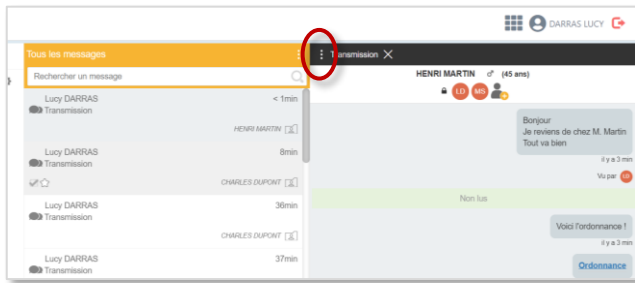 DARRAS LUCY
Tous les messages
Transmission
Rechercher un message
HENRI MARTIN ♂ (45 ans)
LD MS
Lucy DARRAS < 1min
Transmission
HENRI MARTIN
Lucy DARRAS 8min
Transmission
CHARLES DUPONT
Lucy DARRAS 36min
Transmission
CHARLES DUPONT
Lucy DARRAS 37min
Transmission
Bonjour
Je reviens de chez M. Martin
Tout va bien
il y a 3 min
Vu par LD
Non lus
Voici l'ordonnance !
il y a 3 min
Ordonnance